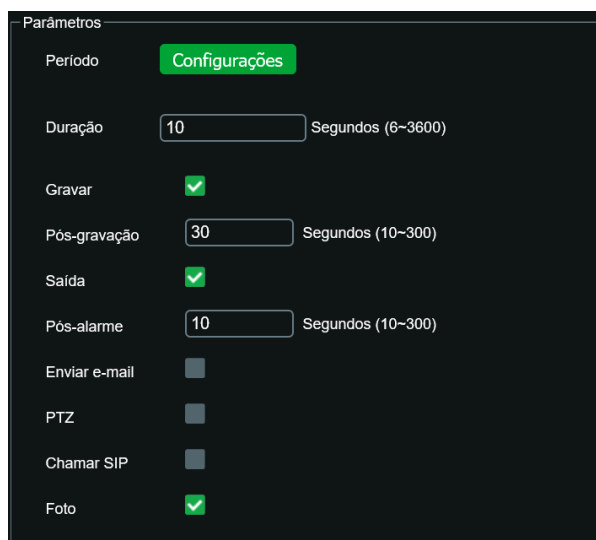 Parâmetros
Período Configurações
Duração 10 Segundos (6~3600)
Gravar
Pós-gravação 30 Segundos (10~300)
Saída
Pós-alarme 10 Segundos (10~300)
Enviar e-mail
PTZ
Chamar SIP
Foto